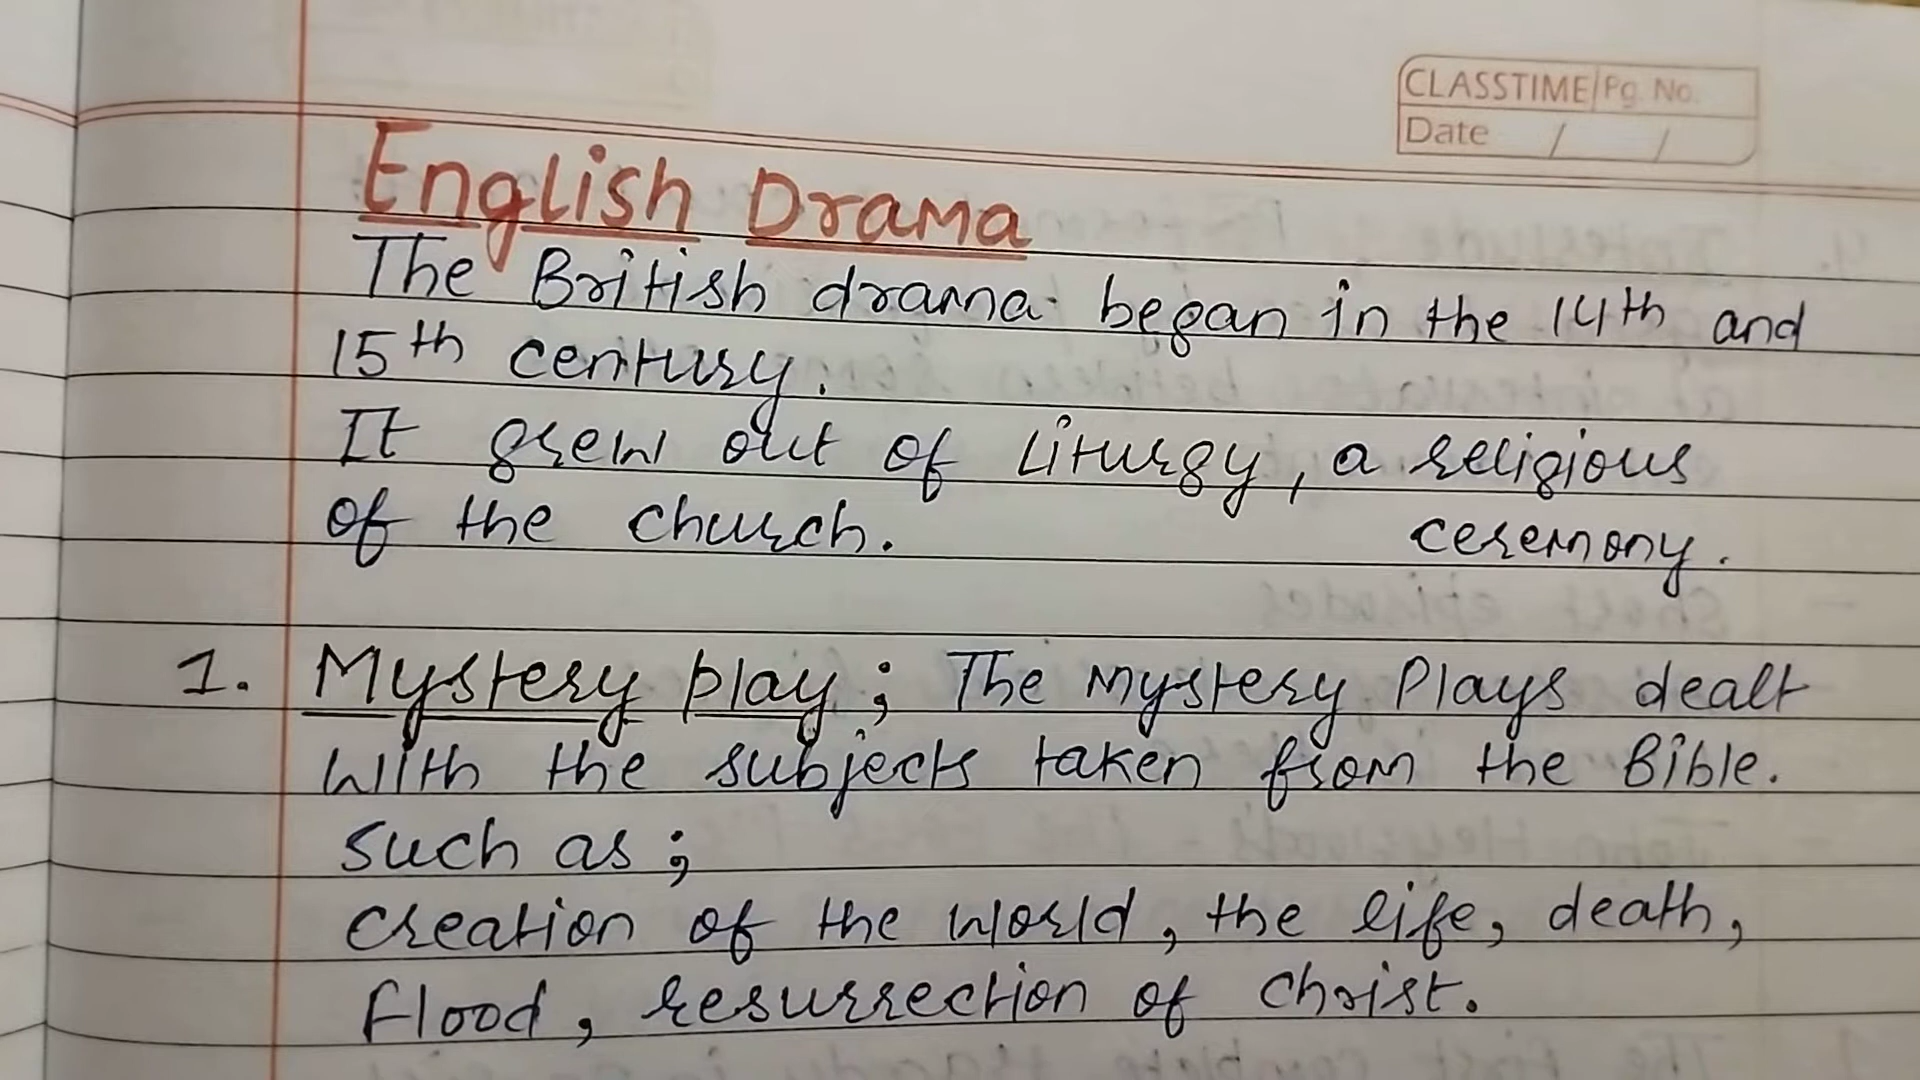 CLASSTIME Pg. No.
Date / /
English Drama
The British drama began in the 14th and
15th century.
It grew out of Liturgy, a religious
of the church. ceremony.
1. Mystery play; The Mystery Plays dealt
with the subjects taken from the Bible.
such as;
creation of the world, the life, death,
flood, resurrection of Christ.